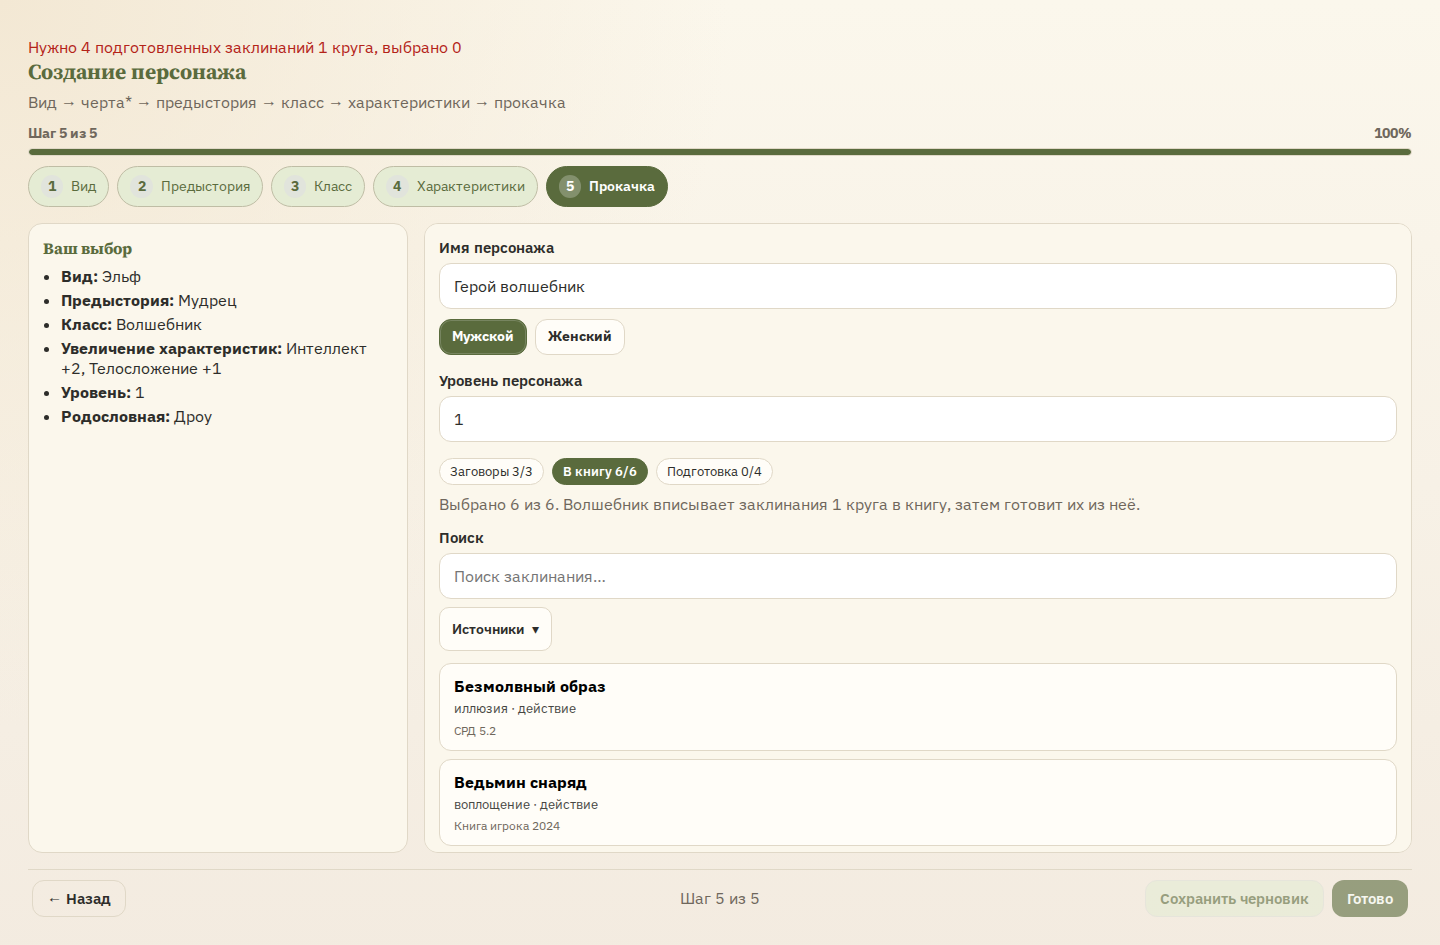 Нужно 4 подготовленных заклинаний 1 круга, выбрано 0
Создание персонажа
Вид → черта* → предыстория → класс → характеристики → прокачка
Шаг 5 из 5
100%
1 Вид
2 Предыстория
3 Класс
4 Характеристики
5 Прокачка
Ваш выбор
Вид: Эльф
Предыстория: Мудрец
Класс: Волшебник
Увеличение характеристик: Интеллект
+2, Телосложение +1
Уровень: 1
Родословная: Дроу
Имя персонажа
Герой волшебник
Мужской
Женский
Уровень персонажа
1
Заговоры 3/3
В книгу 6/6
Подготовка 0/4
Выбрано 6 из 6. Волшебник вписывает заклинания 1 круга в книгу, затем готовит их из неё.
Поиск
Поиск заклинания...
Источники ▾
Безмолвный образ
иллюзия · действие
СРД 5.2
Ведьмин снаряд
воплощение · действие
Книга игрока 2024
← Назад
Шаг 5 из 5
Сохранить черновик
Готово